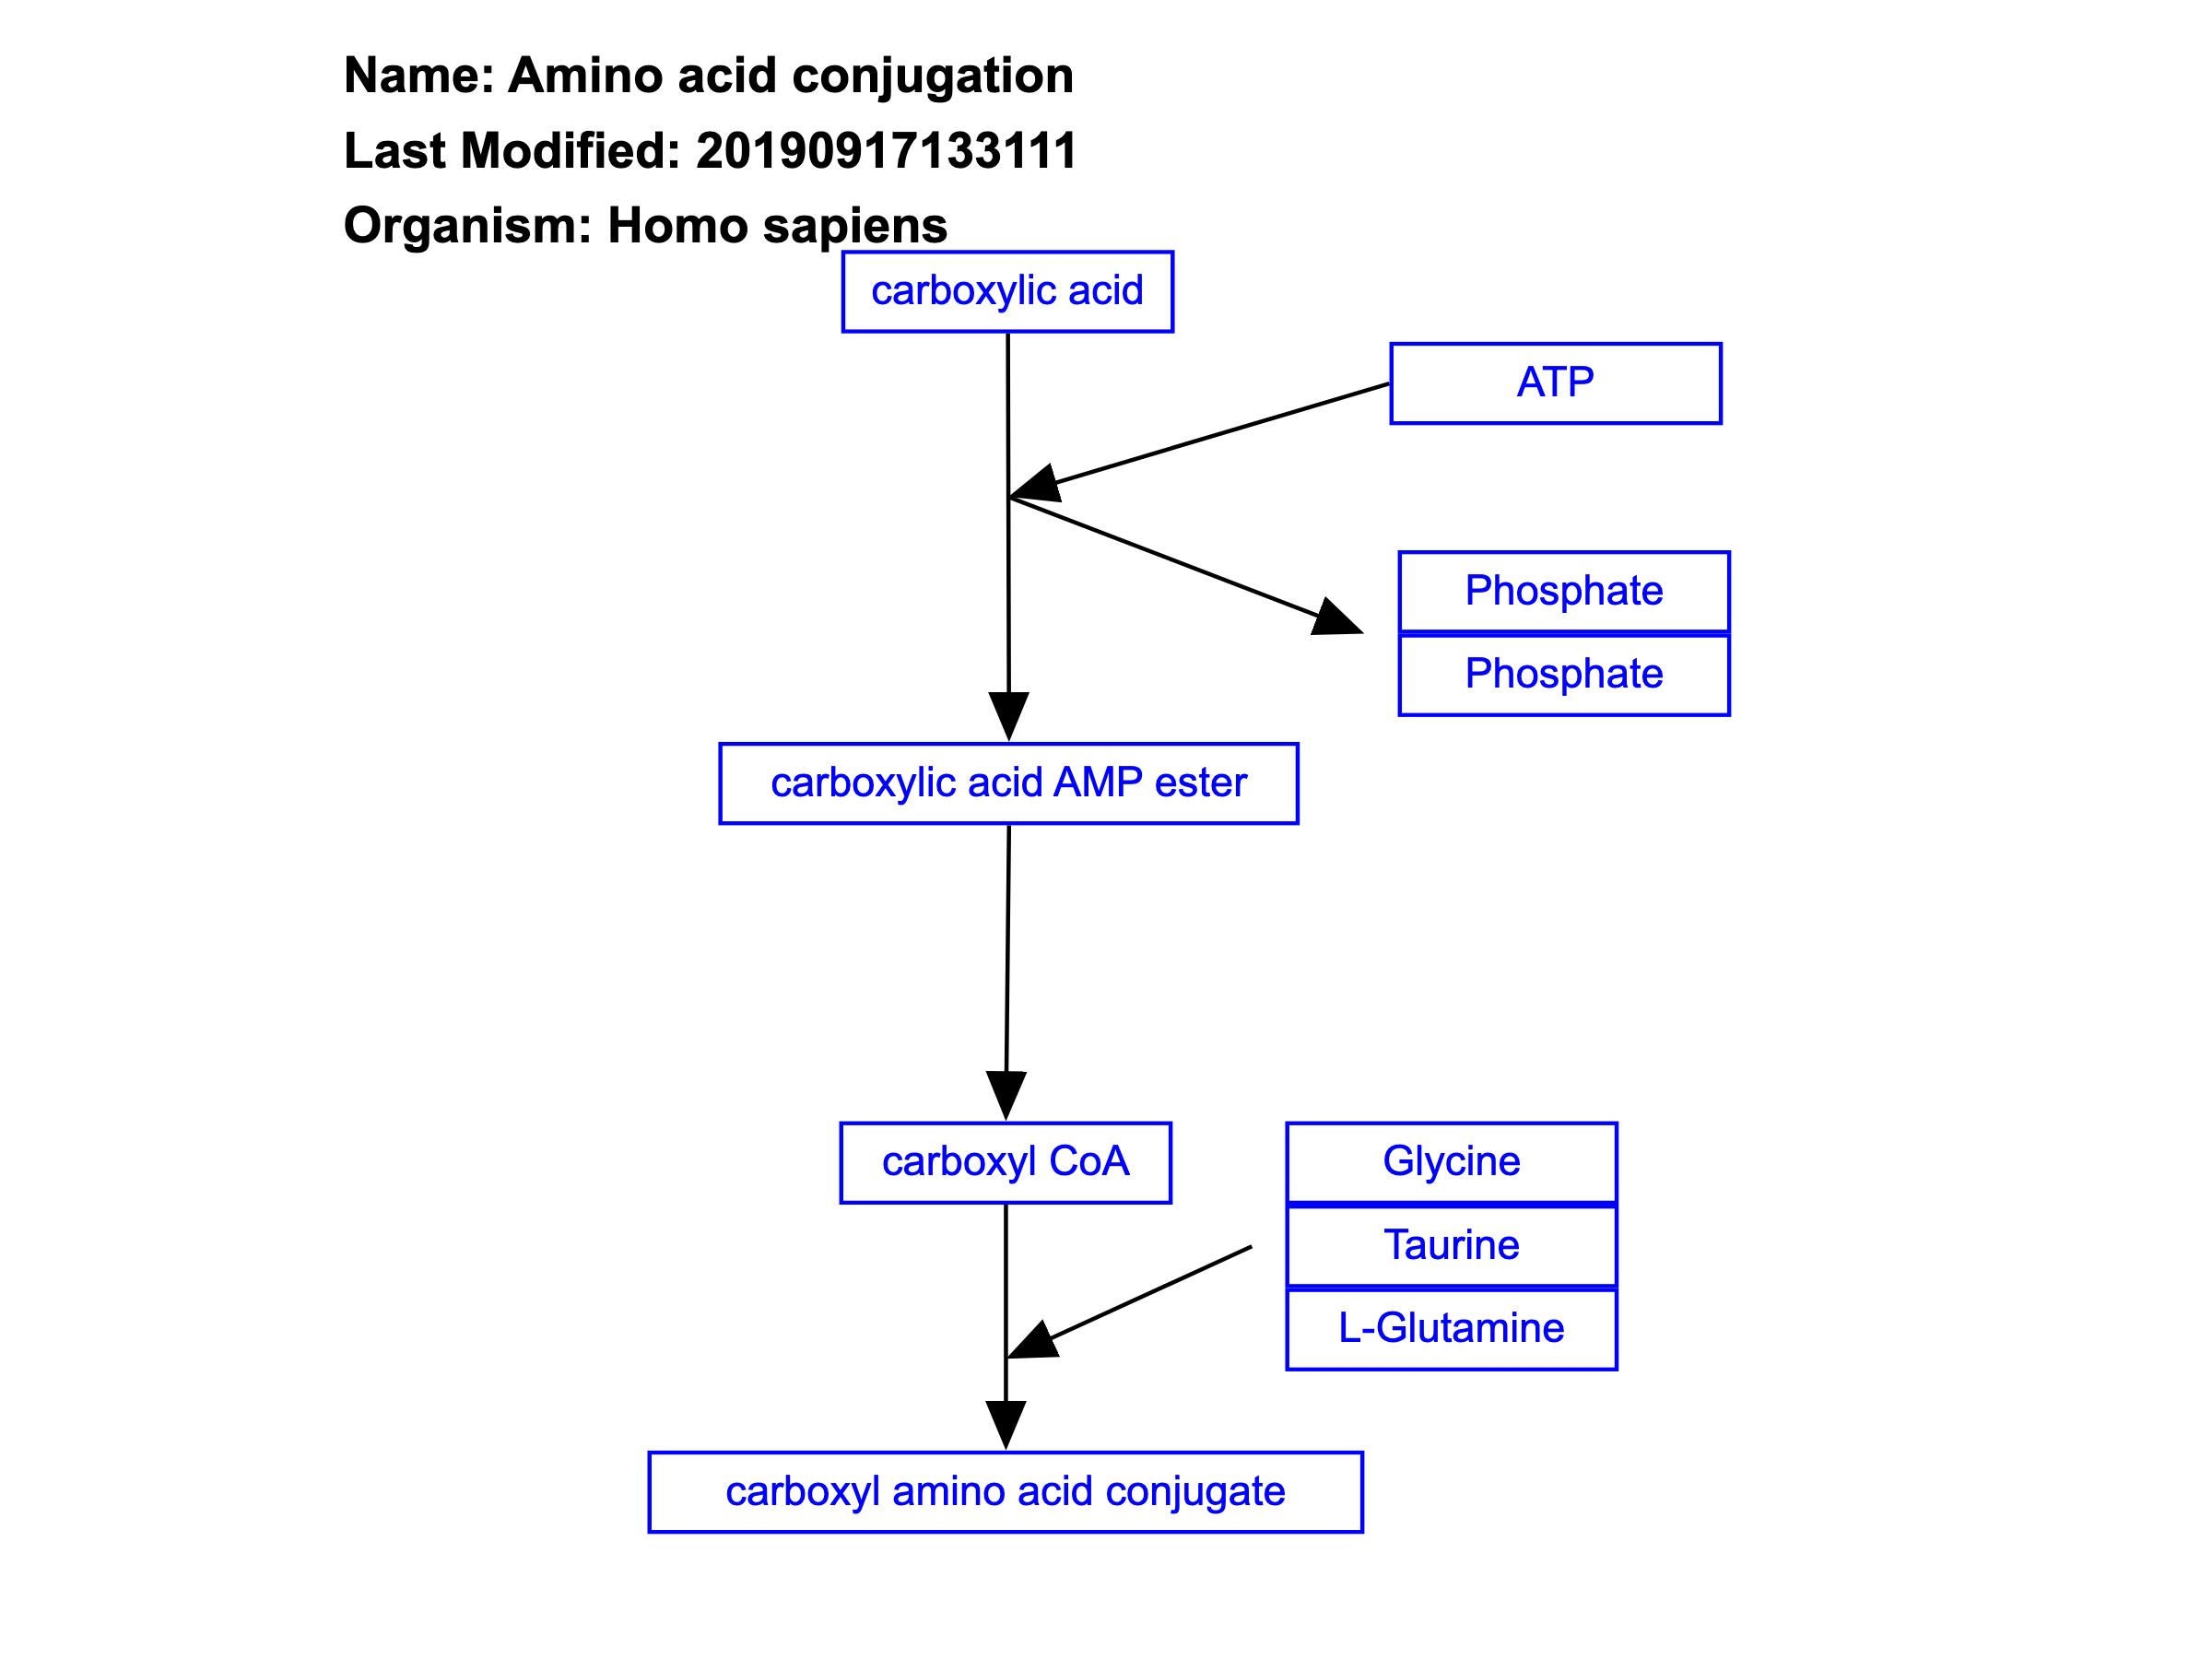 Name: Amino acid conjugation
Last Modified: 20190917133111
Organism: Homo sapiens
carboxylic acid
ATP
Phosphate
Phosphate
carboxylic acid AMP ester
carboxyl CoA
Glycine
Taurine
L-Glutamine
carboxyl amino acid conjugate